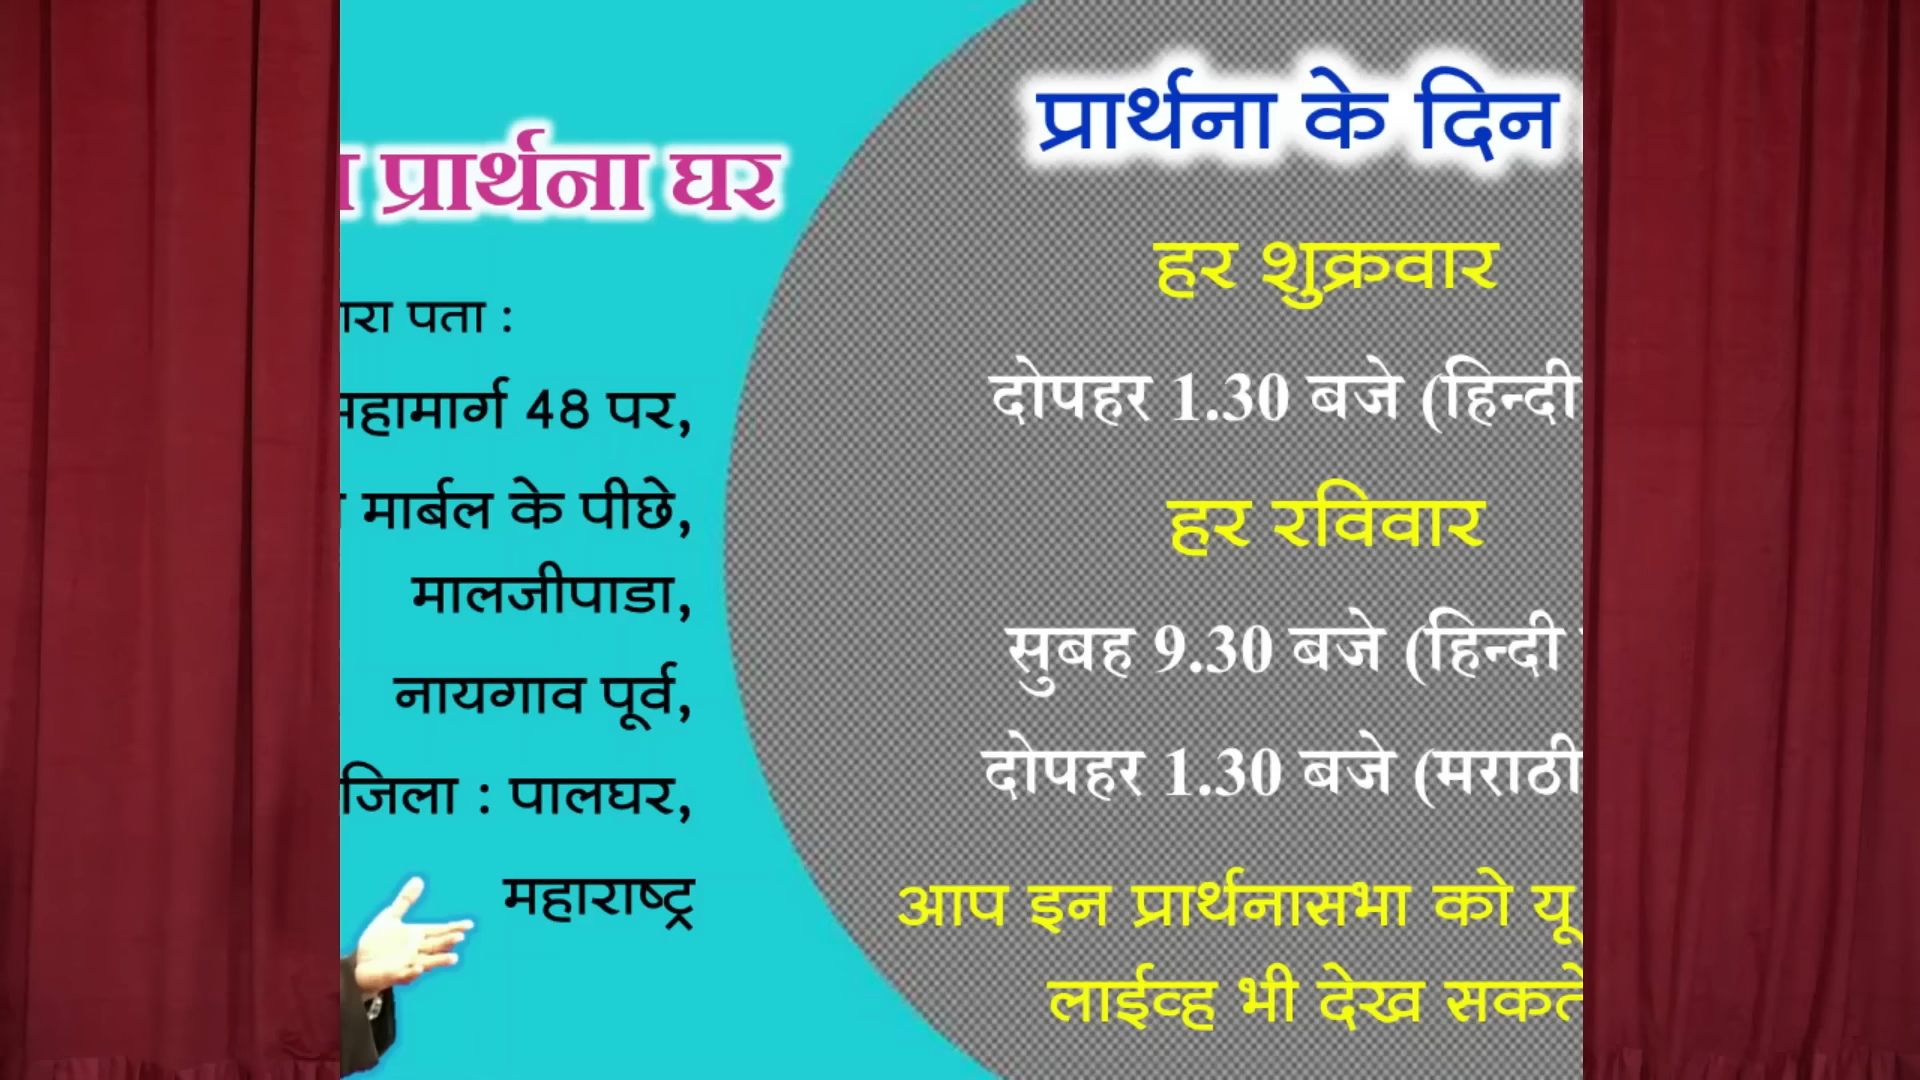 प्रार्थना घर
पता :
48 पर,
मार्बल के पीछे,
मालजीपाडा,
नायगाव पूर्व,
जिला : पालघर,
महाराष्ट्र
प्रार्थना के दिन
हर शुक्रवार
दोपहर 1.30 बजे (हिन्दी
हर रविवार
सुबह 9.30 बजे (हिन्दी
दोपहर 1.30 बजे (मराठी
आप इन प्रार्थनासभा को
लाईव्ह भी देख सकते